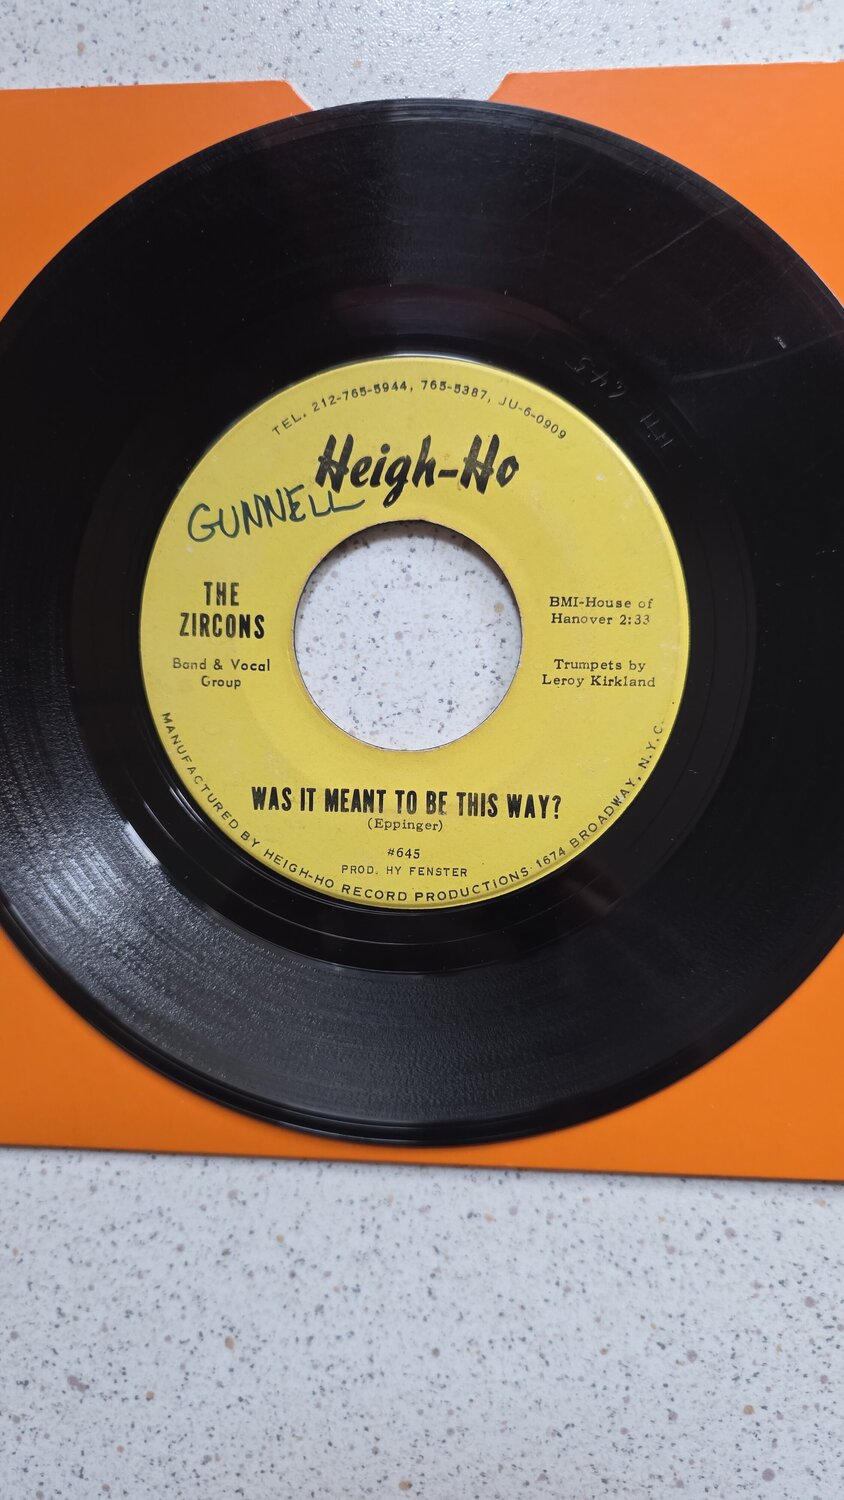 TEL. 212-765-5944, 765-5387, JU-6-0909
Heigh-Ho
GUNNELL
THE
ZIRCONS
Band & Vocal
Group
BMI-House of
Hanover 2:33
Trumpets by
Leroy Kirkland
WAS IT MEANT TO BE THIS WAY?
(Eppinger)
#645
PROD. HY FENSTER
MANUFACTURED BY HEIGH-HO RECORD PRODUCTIONS: 1674 BROADWAY, N.Y.C.
HH 645